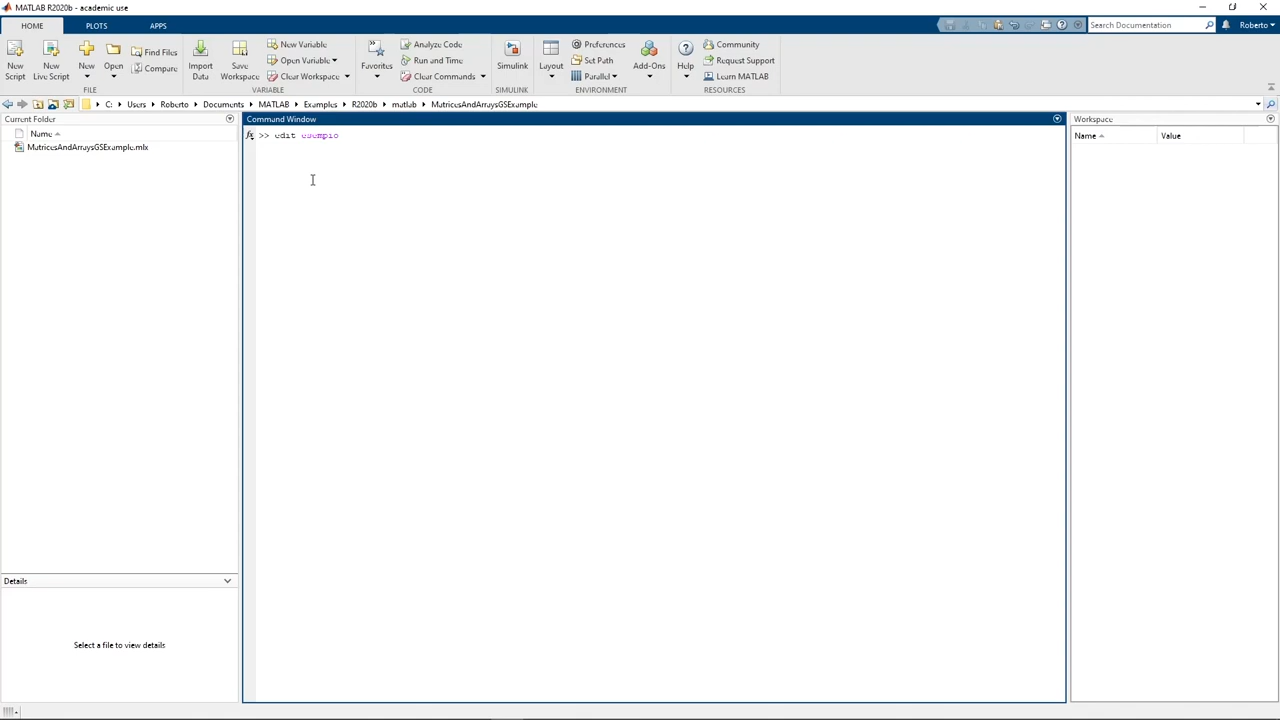 MATLAB R2020b - academic use
HOME PLOTS APPS
Search Documentation
Roberto
New Script
New Live Script
New
Open
Find Files
Compare
FILE
Import Data
Save Workspace
New Variable
Open Variable
Clear Workspace
VARIABLE
Favorites
Analyze Code
Run and Time
Clear Commands
CODE
Simulink
SIMULINK
Layout
Preferences
Set Path
Parallel
ENVIRONMENT
Add-Ons
Help
Community
Request Support
Learn MATLAB
RESOURCES
C: Users Roberto Documents MATLAB Examples R2020b matlab MatricesAndArraysGSExample
Current Folder
Name
MatricesAndArraysGSExample.mlx
Details
Select a file to view details
Command Window
fx >> edit esempio
Workspace
Name Value